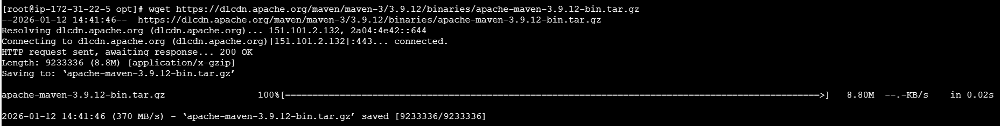 [root@ip-172-31-22-5 opt]# wget https://dlcdn.apache.org/maven/maven-3/3.9.12/binaries/apache-maven-3.9.12-bin.tar.gz
--2026-01-12 14:41:46--  https://dlcdn.apache.org/maven/maven-3/3.9.12/binaries/apache-maven-3.9.12-bin.tar.gz
Resolving dlcdn.apache.org (dlcdn.apache.org)... 151.101.2.132, 2a04:4e42::644
Connecting to dlcdn.apache.org (dlcdn.apache.org)|151.101.2.132|:443... connected.
HTTP request sent, awaiting response... 200 OK
Length: 9233336 (8.8M) [application/x-gzip]
Saving to: ‘apache-maven-3.9.12-bin.tar.gz’
apache-maven-3.9.12-bin.tar.gz                 100%[==================================================================================================>]   8.80M  --.-KB/s    in 0.02s
2026-01-12 14:41:46 (370 MB/s) - ‘apache-maven-3.9.12-bin.tar.gz’ saved [9233336/9233336]